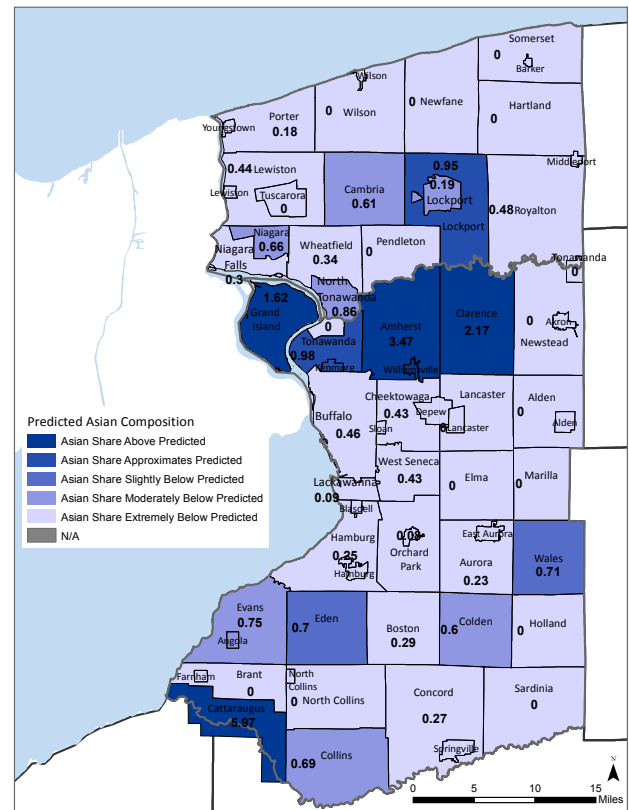 Somerset
0
Barker
Wilson
0
Wilson
0
Newfane
Hartland
0
Porter
0.18
Youngstown
0.44
Lewiston
Lewiston
Tuscarora
0
Cambria
0.61
0.95
0.19
Lockport
Lockport
Middleport
0.48
Royalton
Niagara
0.66
Niagara
Falls
0.3
Wheatfield
0.34
Pendleton
0
North
Tonawanda
0.86
Tonawanda
1.62
Grand
Island
0
0.98
Tonawanda
Kenmore
Amherst
3.47
Williamsville
Clarence
2.17
0
Akron
0
Newstead
Buffalo
0.46
Cheektowaga
0.43
Depew
Sloan
Lancaster
Lancaster
0
Alden
Alden
West Seneca
0.43
Elma
0
Marilla
0
Lackawanna
0.09
Blasdell
Hamburg
0.25
Hamburg
0.08
Orchard
Park
East Aurora
Aurora
0.23
Wales
0.71
Evans
0.75
Angola
0.7
Eden
Boston
0.29
Colden
0.6
0
Holland
Farnham
Brant
0
North
Collins
0
North Collins
Concord
0.27
Springville
Sardinia
0
Cattaraugus
5.97
0.69
Collins
Predicted Asian Composition
Asian Share Above Predicted
Asian Share Approximates Predicted
Asian Share Slightly Below Predicted
Asian Share Moderately Below Predicted
Asian Share Extremely Below Predicted
N/A
N
0 5 10 15
Miles